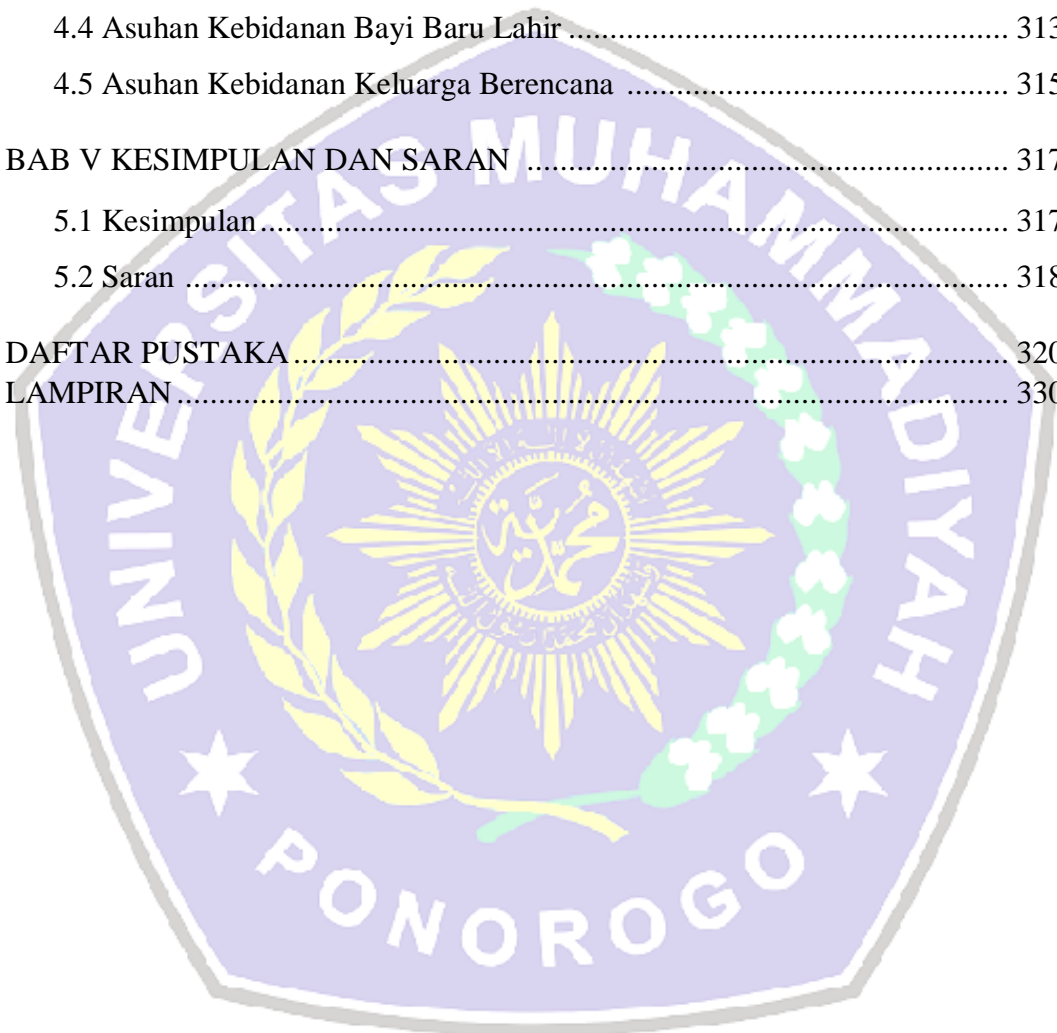 4.4 Asuhan Kebidanan Bayi Baru Lahir ................................................ 313
4.5 Asuhan Kebidanan Keluarga Berencana ......................................... 315
BAB V KESIMPULAN DAN SARAN .................................................... 317
5.1 Kesimpulan ............................................................................... 317
5.2 Saran ....................................................................................... 318
DAFTAR PUSTAKA ............................................................................ 320
LAMPIRAN ....................................................................................... 330
UNIVERSITAS MUHAMMADIYAH
محمدية
PONOROGO